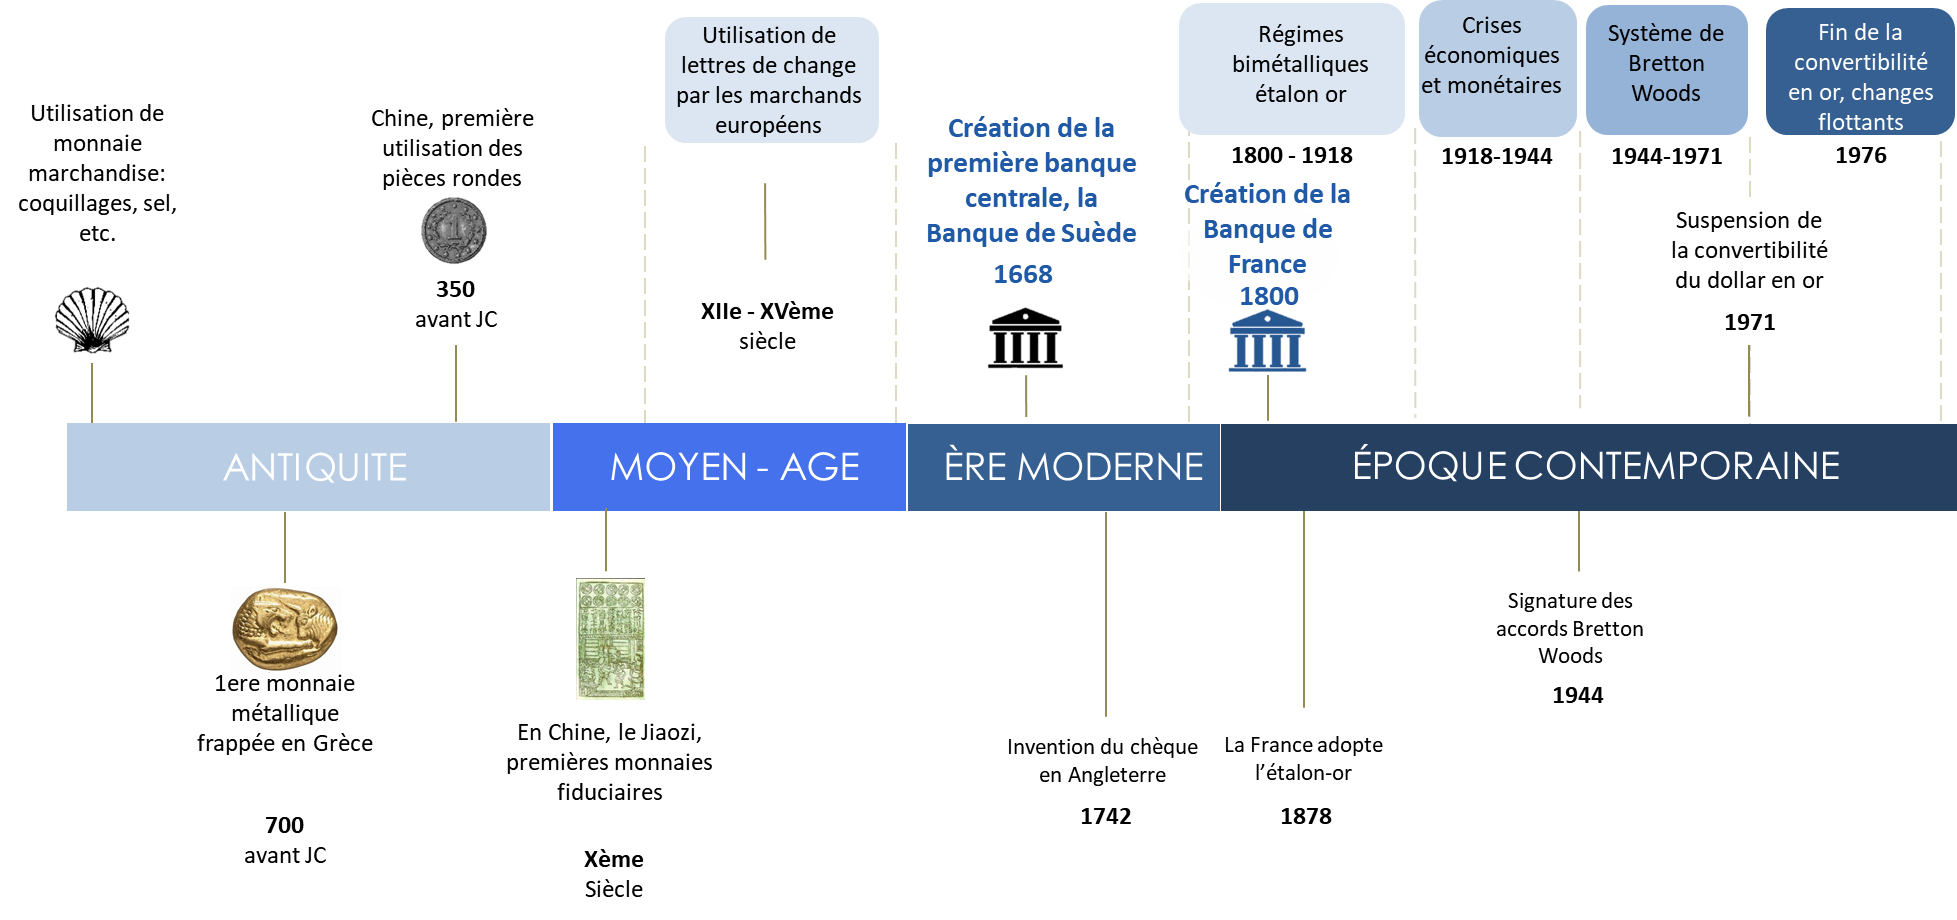 Utilisation de
monnaie
marchandise:
coquillages, sel,
etc.
Chine, première
utilisation des
pièces rondes
1
350
avant JC
Utilisation de
lettres de change
par les marchands
européens
XIIe - XVème
siècle
Création de la
première banque
centrale, la
Banque de Suède
1668
Régimes
bimétalliques
étalon or
1800 - 1918
Création de la
Banque de
France
1800
Crises
économiques
et monétaires
1918-1944
Système de
Bretton
Woods
1944-1971
Fin de la
convertibilité
en or, changes
flottants
1976
Suspension de
la convertibilité
du dollar en or
1971
ANTIQUITE
MOYEN - AGE
ÈRE MODERNE
ÉPOQUE CONTEMPORAINE
1ere monnaie
métallique
frappée en Grèce
700
avant JC
En Chine, le Jiaozi,
premières monnaies
fiduciaires
Xème
Siècle
Invention du chèque
en Angleterre
1742
La France adopte
l’étalon-or
1878
Signature des
accords Bretton
Woods
1944